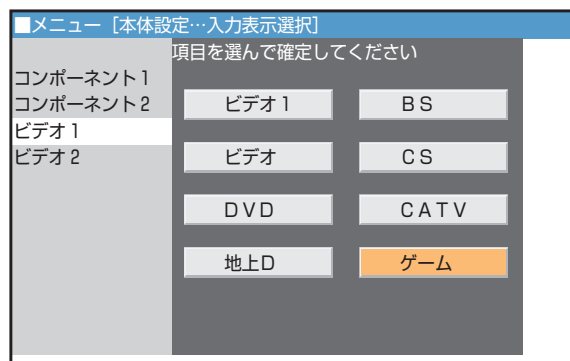 ■メニュー［本体設定…入力表示選択］
項目を選んで確定してください
コンポーネント1
コンポーネント2
ビデオ1
ビデオ2
ビデオ1 BS
ビデオ CS
DVD CATV
地上D ゲーム